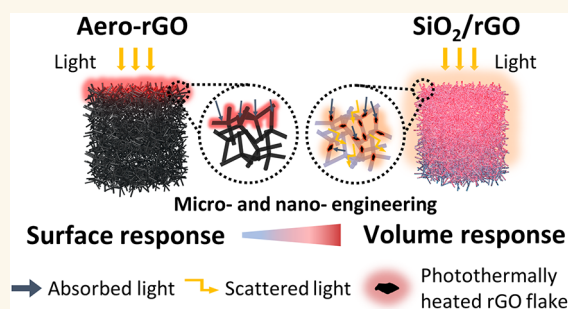 Aero-rGO
SiO₂/rGO
Light
Light
Micro- and nano- engineering
Surface response
Volume response
Absorbed light
Scattered light
Photothermally
heated rGO flake